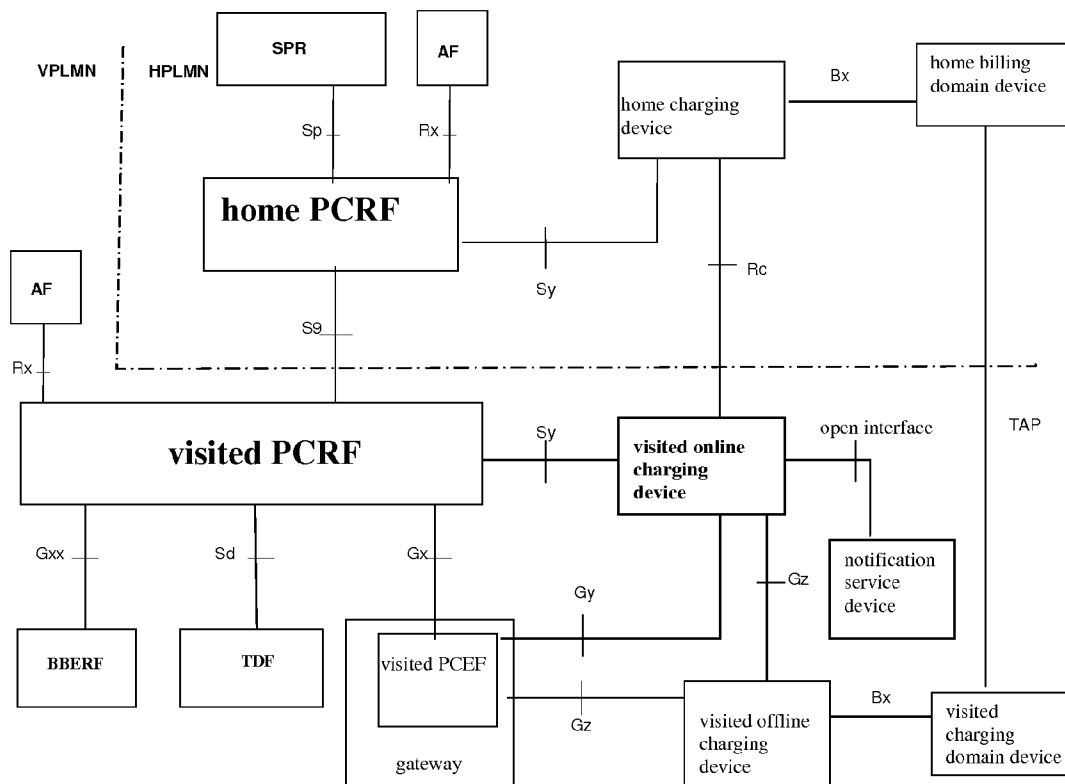 SPR
AF
VPLMN
HPLMN
home billing
domain device
Bx
home charging
device
Sp
Rx
home PCRF
Sy
Rc
AF
S9
Rx
TAP
visited PCRF
Sy
visited online
charging
device
open interface
Gxx
Sd
Gx
Gz
notification
service
device
Gy
BBERF
TDF
visited PCEF
Gz
Bx
visited offline
charging
device
visited
charging
domain device
gateway